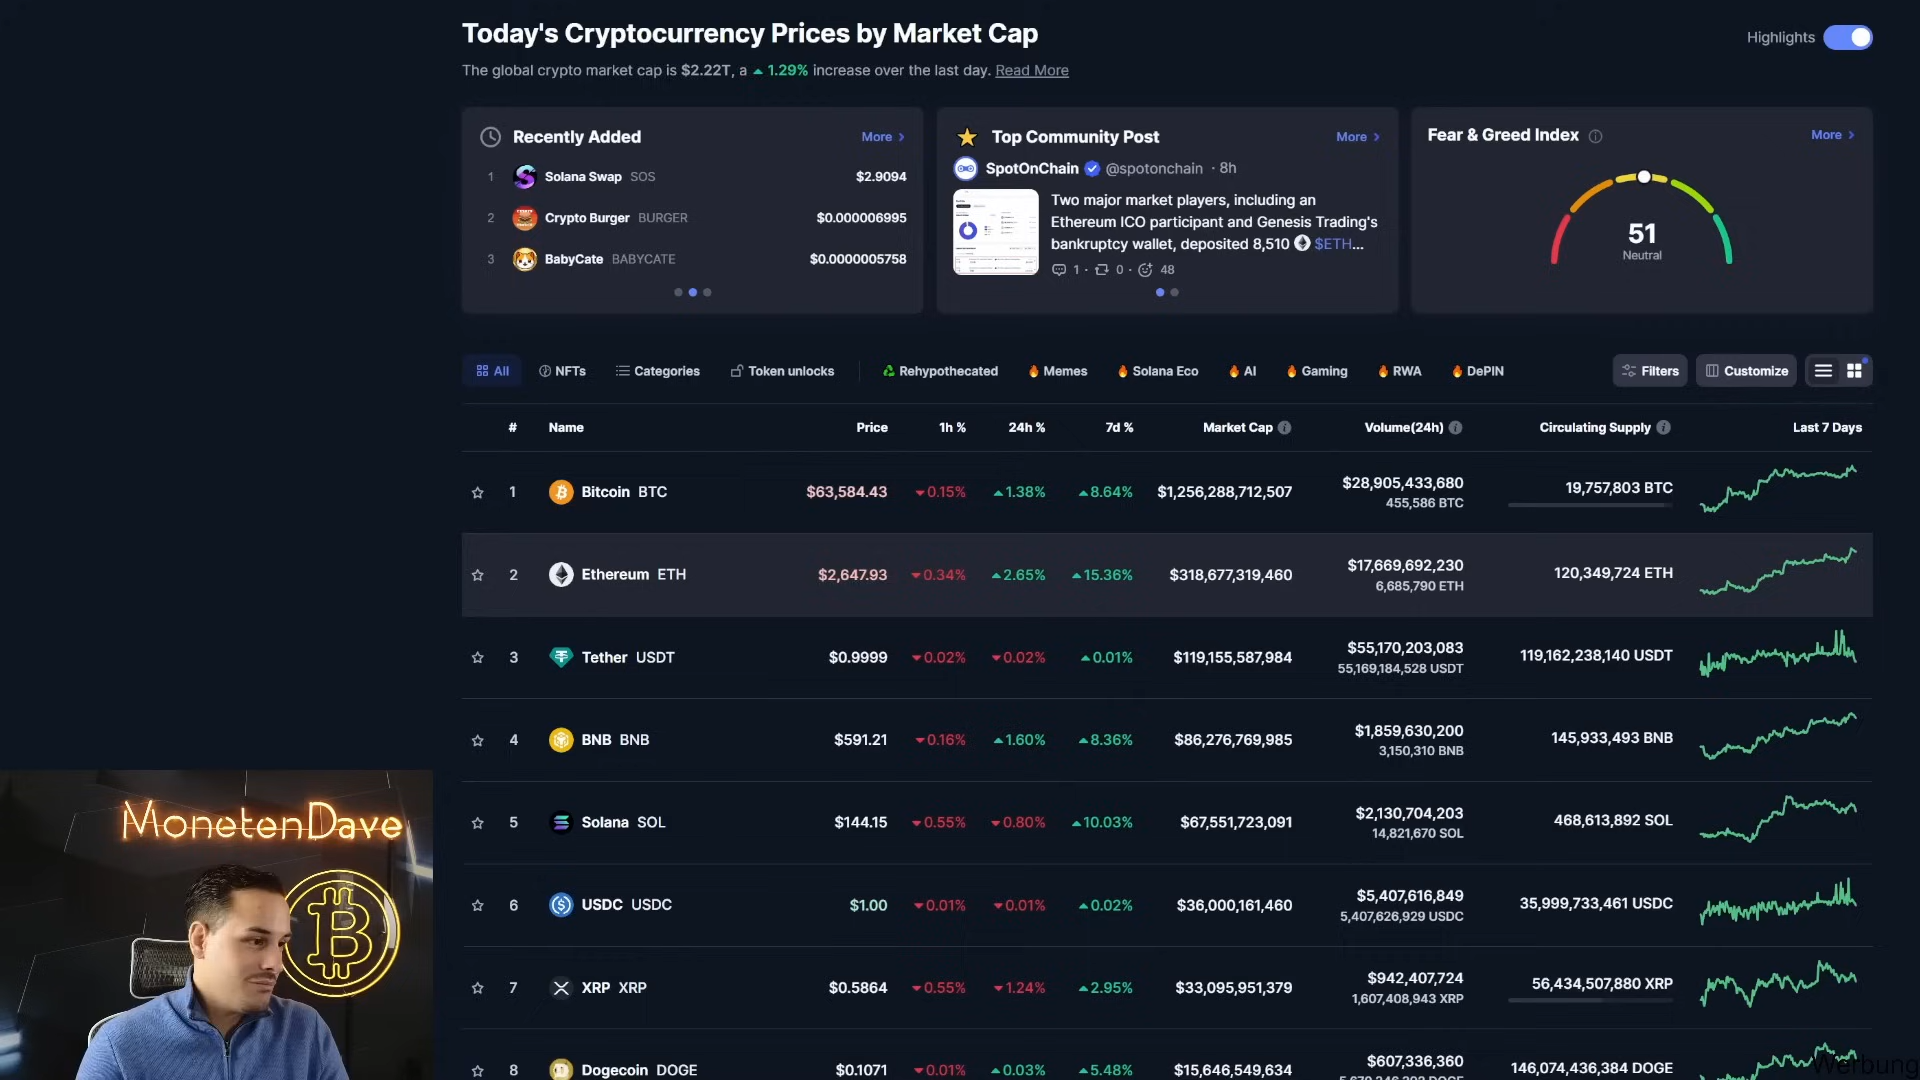 Today's Cryptocurrency Prices by Market Cap
Highlights
The global crypto market cap is $2.22T, a 1.29% increase over the last day. Read More
Recently Added
More >
1 Solana Swap SOS $2.9094
2 Crypto Burger BURGER $0.000006995
3 BabyCate BABYCATE $0.0000005758
Top Community Post
More >
SpotOnChain @spotonchain · 8h
Two major market players, including an
Ethereum ICO participant and Genesis Trading's
bankruptcy wallet, deposited 8,510 $ETH...
1 · 0 · 48
Fear & Greed Index
More >
51
Neutral
All NFTs Categories Token unlocks Rehypothecated Memes Solana Eco AI Gaming RWA DePIN Filters Customize
# Name Price 1h % 24h % 7d % Market Cap Volume(24h) Circulating Supply Last 7 Days
1 Bitcoin BTC $63,584.43 0.15% 1.38% 8.64% $1,256,288,712,507 $28,905,433,680 19,757,803 BTC
455,586 BTC
2 Ethereum ETH $2,647.93 0.34% 2.65% 15.36% $318,677,319,460 $17,669,692,230 120,349,724 ETH
6,685,790 ETH
3 Tether USDT $0.9999 0.02% 0.02% 0.01% $119,155,587,984 $55,170,203,083 119,162,238,140 USDT
55,169,184,528 USDT
4 BNB BNB $591.21 0.16% 1.60% 8.36% $86,276,769,985 $1,859,630,200 145,933,493 BNB
3,150,310 BNB
5 Solana SOL $144.15 0.55% 0.80% 10.03% $67,551,723,091 $2,130,704,203 468,613,892 SOL
14,821,670 SOL
6 USDC USDC $1.00 0.01% 0.01% 0.02% $36,000,161,460 $5,407,616,849 35,999,733,461 USDC
5,407,626,929 USDC
7 XRP XRP $0.5864 0.55% 1.24% 2.95% $33,095,951,379 $942,407,724 56,434,507,880 XRP
1,607,408,943 XRP
8 Dogecoin DOGE $0.1071 0.01% 0.03% 5.48% $15,646,549,634 $607,336,360 146,074,436,384 DOGE
MonetenDave
Werbung